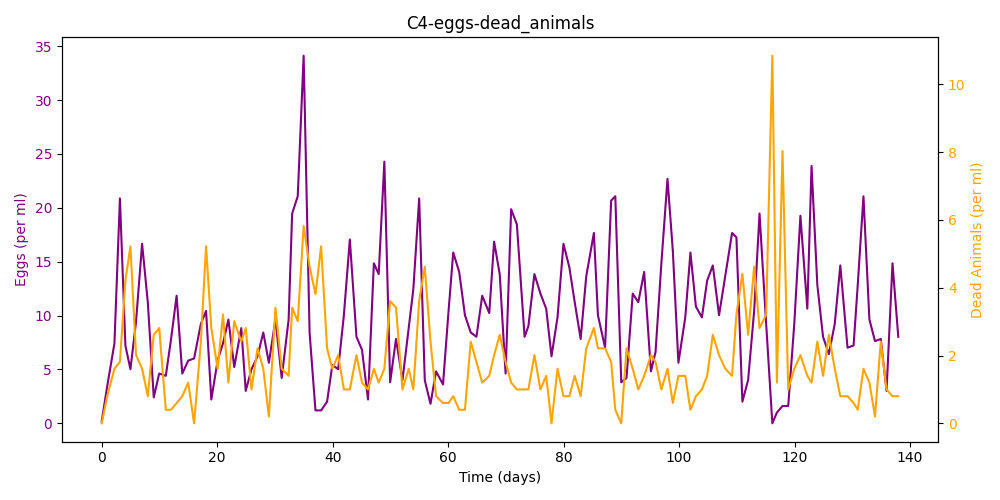 C4-eggs-dead_animals
35
30
25
20
15
10
5
0
Eggs (per ml)
10
8
6
4
2
0
Dead Animals (per ml)
0 20 40 60 80 100 120 140
Time (days)